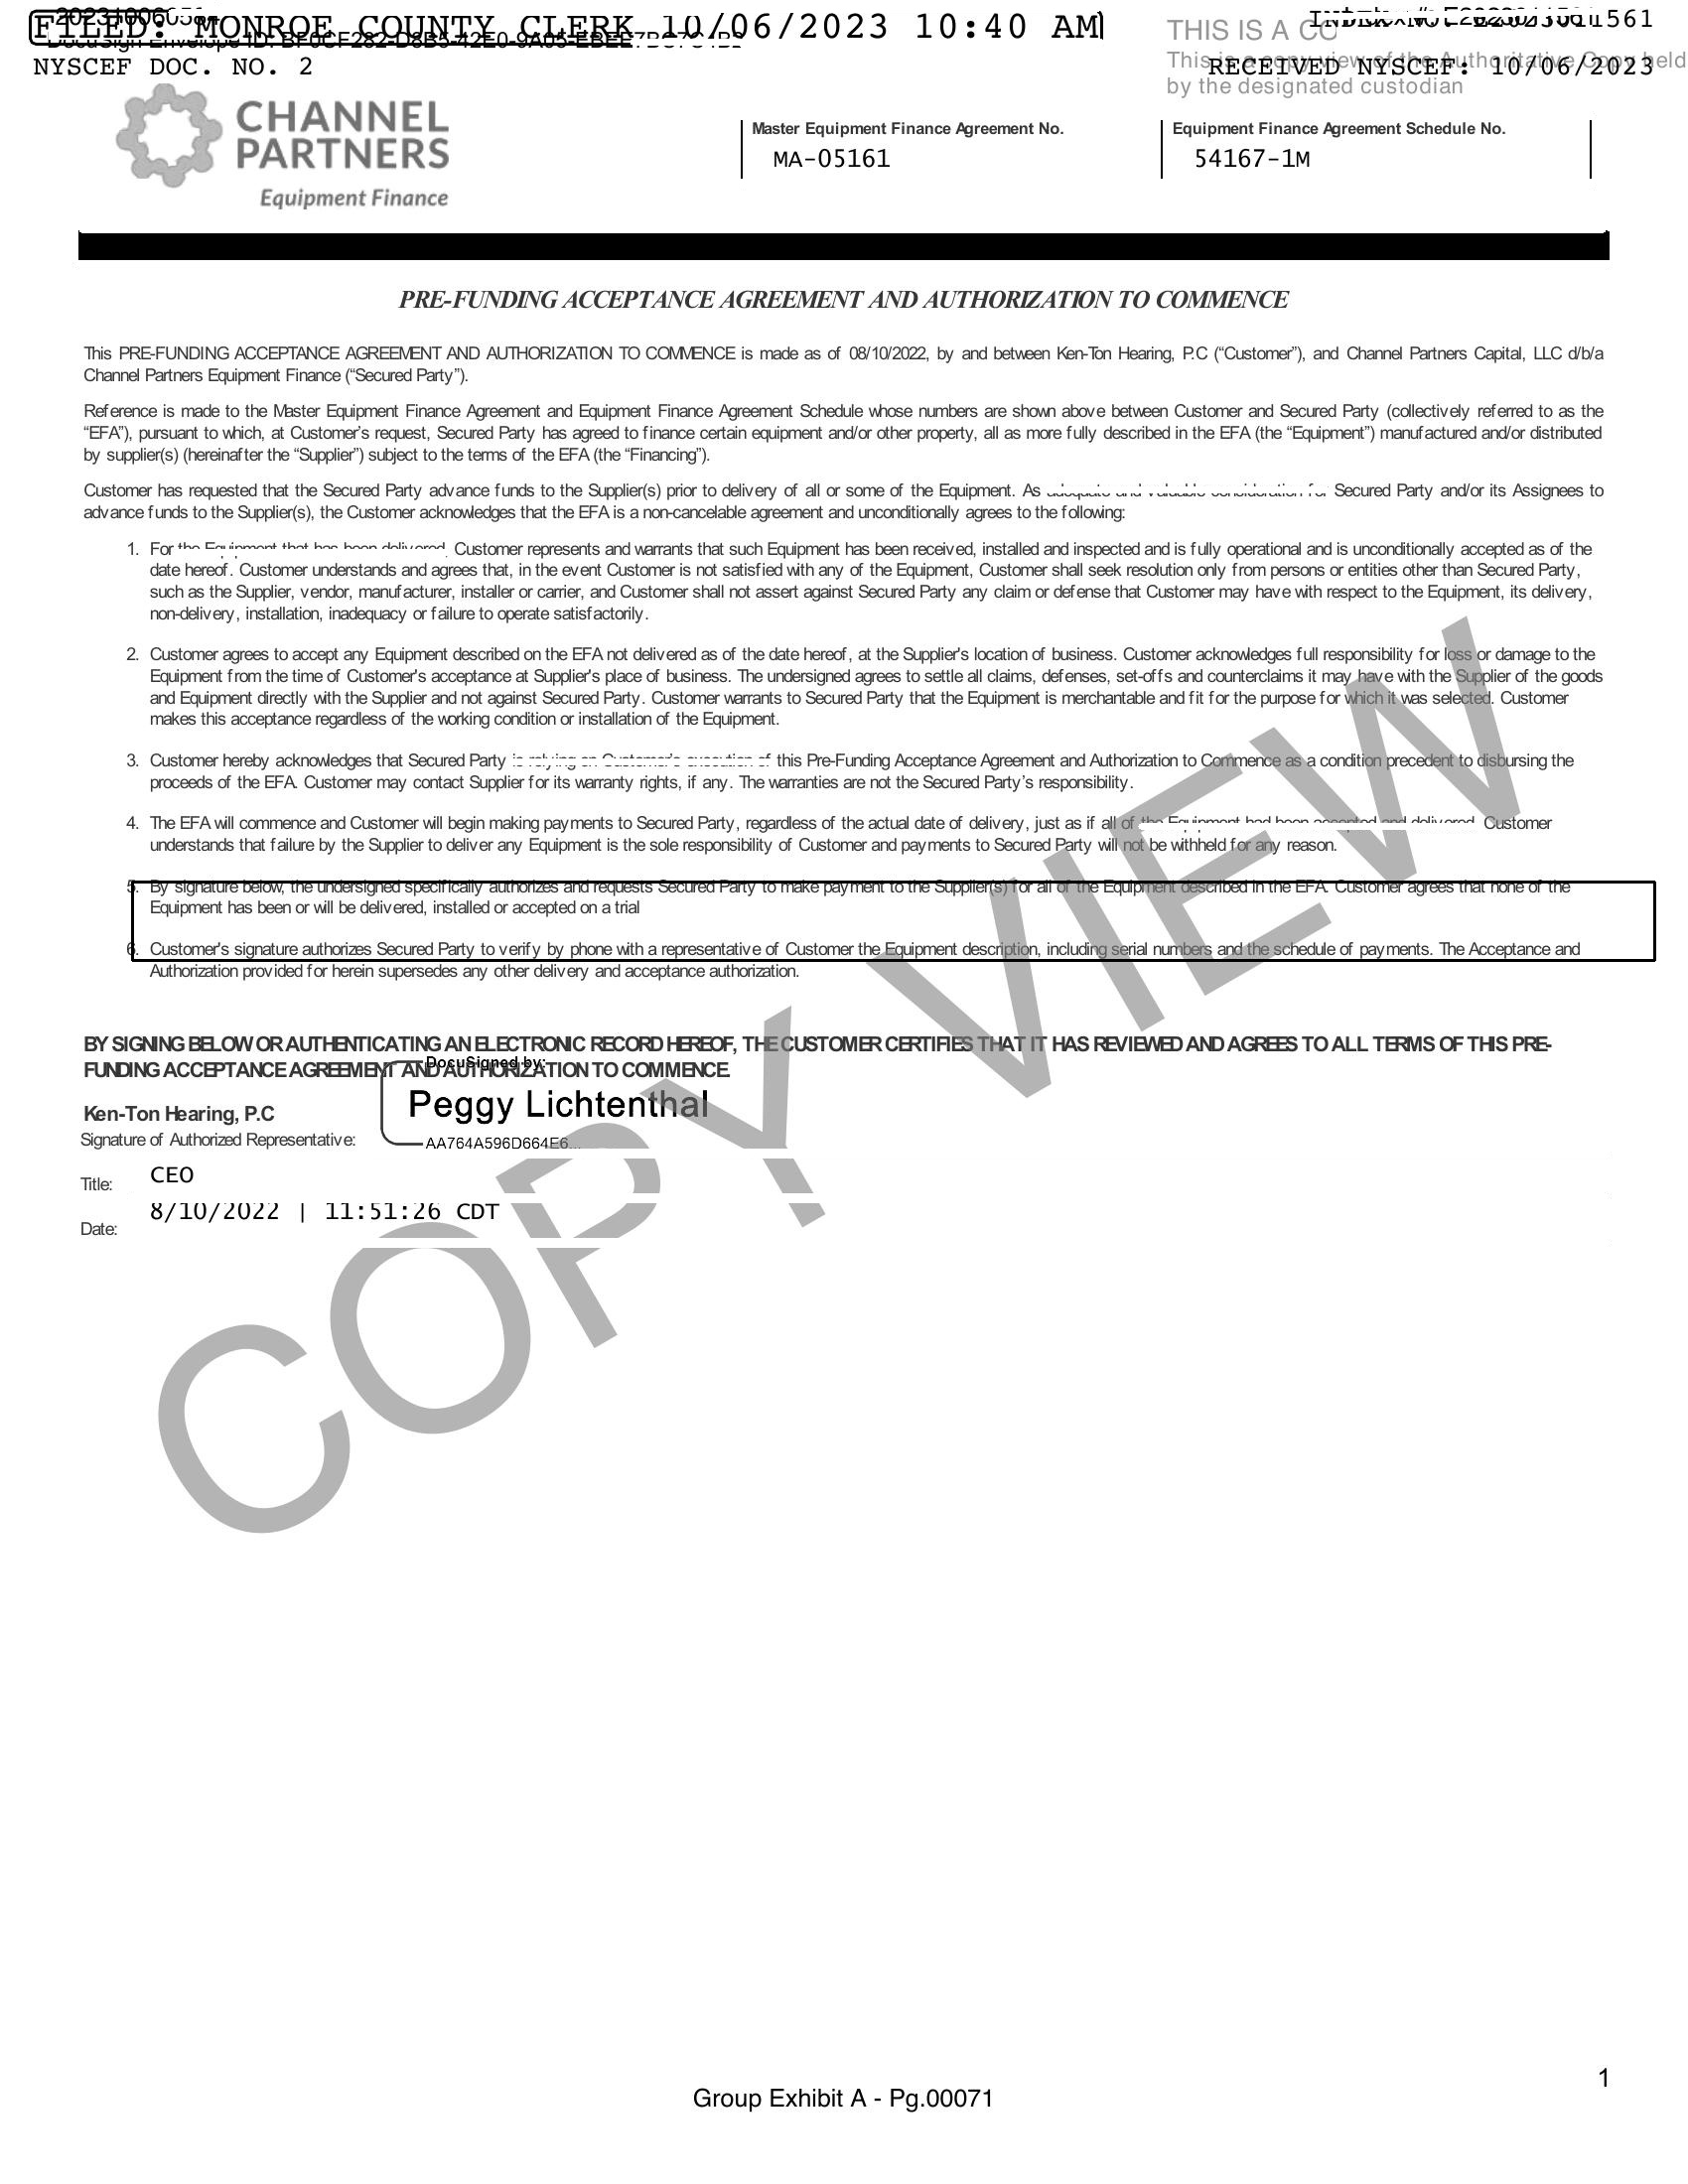 FILED: MONROE COUNTY CLERK 10/06/2023 10:40 AM
NYSCEF DOC. NO. 2
THIS IS A
This is a copy view of the Authoritative Copy held
by the designated custodian
RECEIVED NYSCEF: 10/06/2023
CHANNEL
PARTNERS
Equipment Finance
Master Equipment Finance Agreement No.
MA-05161
Equipment Finance Agreement Schedule No.
54167-1M
PRE-FUNDING ACCEPTANCE AGREEMENT AND AUTHORIZATION TO COMMENCE
This PRE-FUNDING ACCEPTANCE AGREEMENT AND AUTHORIZATION TO COMMENCE is made as of 08/10/2022, by and between Ken-Ton Hearing, P.C (“Customer”), and Channel Partners Capital, LLC d/b/a
Channel Partners Equipment Finance (“Secured Party”).
Reference is made to the Master Equipment Finance Agreement and Equipment Finance Agreement Schedule whose numbers are shown above between Customer and Secured Party (collectively referred to as the
“EFA”), pursuant to which, at Customer’s request, Secured Party has agreed to finance certain equipment and/or other property, all as more fully described in the EFA (the “Equipment”) manufactured and/or distributed
by supplier(s) (hereinafter the “Supplier”) subject to the terms of the EFA (the “Financing”).
Customer has requested that the Secured Party advance funds to the Supplier(s) prior to delivery of all or some of the Equipment. As Secured Party and/or its Assignees to
advance funds to the Supplier(s), the Customer acknowledges that the EFA is a non-cancelable agreement and unconditionally agrees to the following:
1. For the Equipment that has been delivered, Customer represents and warrants that such Equipment has been received, installed and inspected and is fully operational and is unconditionally accepted as of the
date hereof. Customer understands and agrees that, in the event Customer is not satisfied with any of the Equipment, Customer shall seek resolution only from persons or entities other than Secured Party,
such as the Supplier, vendor, manufacturer, installer or carrier, and Customer shall not assert against Secured Party any claim or defense that Customer may have with respect to the Equipment, its delivery,
non-delivery, installation, inadequacy or failure to operate satisfactorily.
2. Customer agrees to accept any Equipment described on the EFA not delivered as of the date hereof, at the Supplier's location of business. Customer acknowledges full responsibility for loss or damage to the
Equipment from the time of Customer's acceptance at Supplier's place of business. The undersigned agrees to settle all claims, defenses, set-offs and counterclaims it may have with the Supplier of the goods
and Equipment directly with the Supplier and not against Secured Party. Customer warrants to Secured Party that the Equipment is merchantable and fit for the purpose for which it was selected. Customer
makes this acceptance regardless of the working condition or installation of the Equipment.
3. Customer hereby acknowledges that Secured Party is relying on Customer's execution of this Pre-Funding Acceptance Agreement and Authorization to Commence as a condition precedent to disbursing the
proceeds of the EFA. Customer may contact Supplier for its warranty rights, if any. The warranties are not the Secured Party’s responsibility.
4. The EFA will commence and Customer will begin making payments to Secured Party, regardless of the actual date of delivery, just as if all of the Equipment had been accepted and delivered. Customer
understands that failure by the Supplier to deliver any Equipment is the sole responsibility of Customer and payments to Secured Party will not be withheld for any reason.
5. By signature below, the undersigned specifically authorizes and requests Secured Party to make payment to the Supplier(s) for all of the Equipment described in the EFA. Customer agrees that none of the
Equipment has been or will be delivered, installed or accepted on a trial
6. Customer's signature authorizes Secured Party to verify by phone with a representative of Customer the Equipment description, including serial numbers and the schedule of payments. The Acceptance and
Authorization provided for herein supersedes any other delivery and acceptance authorization.
BY SIGNING BELOW OR AUTHENTICATING AN ELECTRONIC RECORD HEREOF, THE CUSTOMER CERTIFIES THAT IT HAS REVIEWED AND AGREES TO ALL TERMS OF THIS PRE-
FUNDING ACCEPTANCE AGREEMENT AND AUTHORIZATION TO COMMENCE.
DocuSigned by:
Ken-Ton Hearing, P.C
Peggy Lichtenthal
Signature of Authorized Representative:
AA764A596D664E6...
Title: CEO
Date: 8/10/2022 | 11:51:26 CDT
COPY VIEW
1
Group Exhibit A - Pg.00071